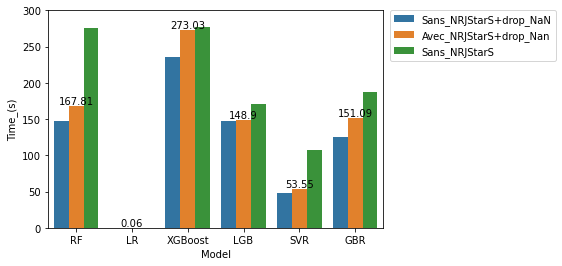 300
250
200
150
100
50
0
Time_(s)
167.81
0.06
273.03
148.9
53.55
151.09
RF LR XGBoost LGB SVR GBR
Model
Sans_NRJStarS+drop_NaN
Avec_NRJStarS+drop_Nan
Sans_NRJStarS